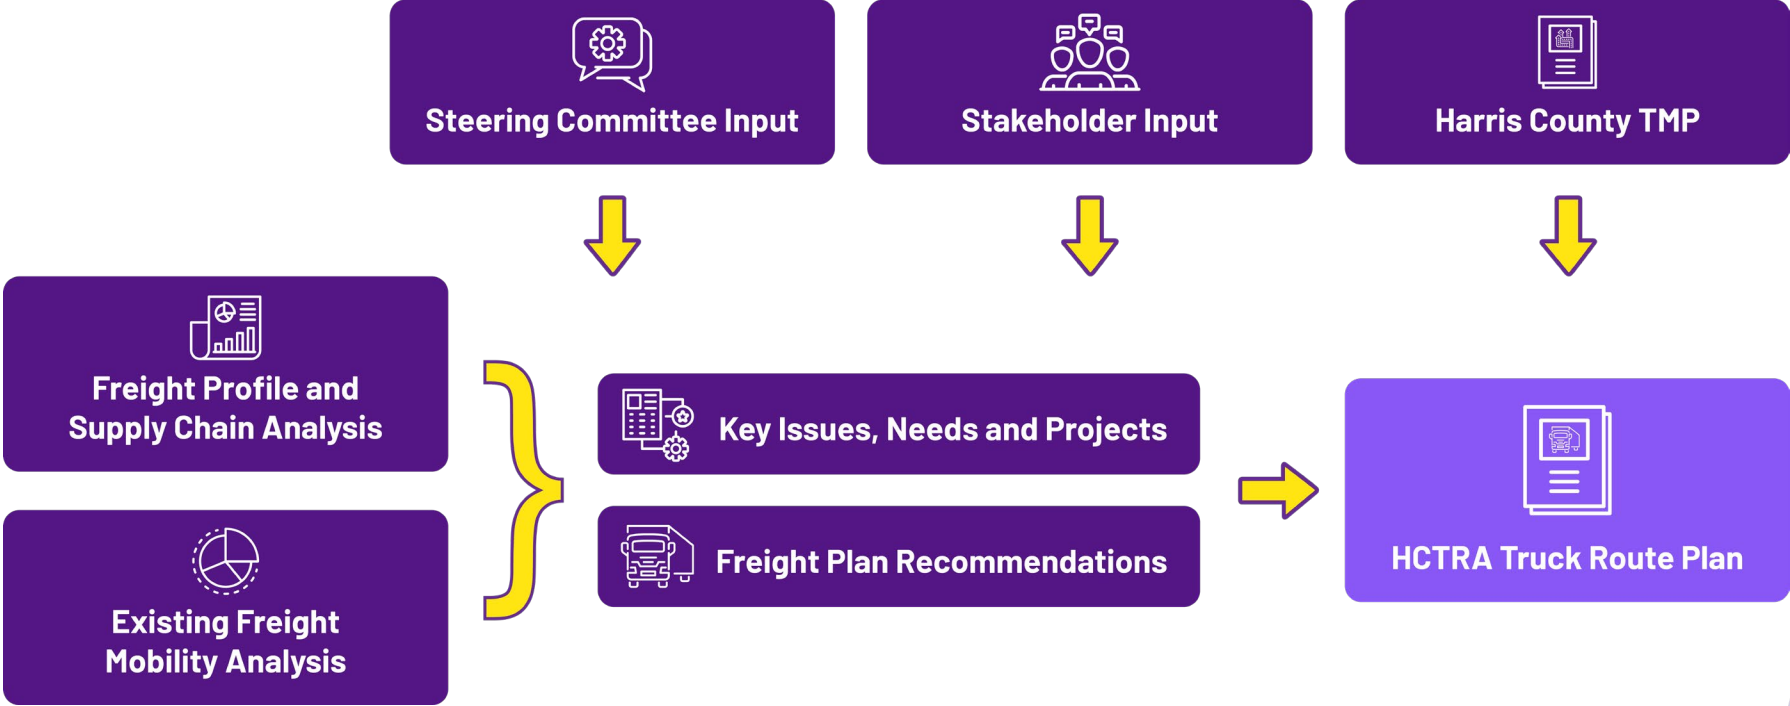 Steering Committee Input
Stakeholder Input
Harris County TMP
Freight Profile and
Supply Chain Analysis
Key Issues, Needs and Projects
Freight Plan Recommendations
HCTRA Truck Route Plan
Existing Freight
Mobility Analysis